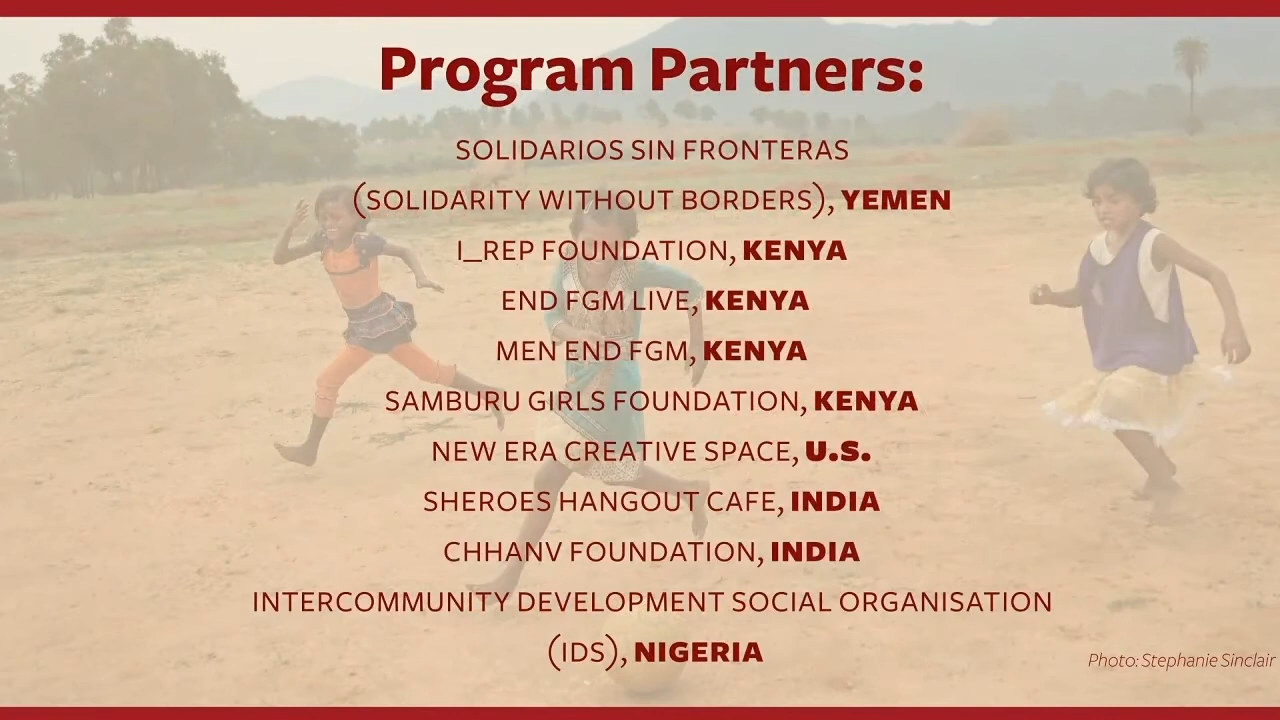 Program Partners:
SOLIDARIOS SIN FRONTERAS
(SOLIDARITY WITHOUT BORDERS), YEMEN
I_REP FOUNDATION, KENYA
END FGM LIVE, KENYA
MEN END FGM, KENYA
SAMBURU GIRLS FOUNDATION, KENYA
NEW ERA CREATIVE SPACE, U.S.
SHEROES HANGOUT CAFE, INDIA
CHHANV FOUNDATION, INDIA
INTERCOMMUNITY DEVELOPMENT SOCIAL ORGANISATION
(IDS), NIGERIA
Photo: Stephanie Sinclair